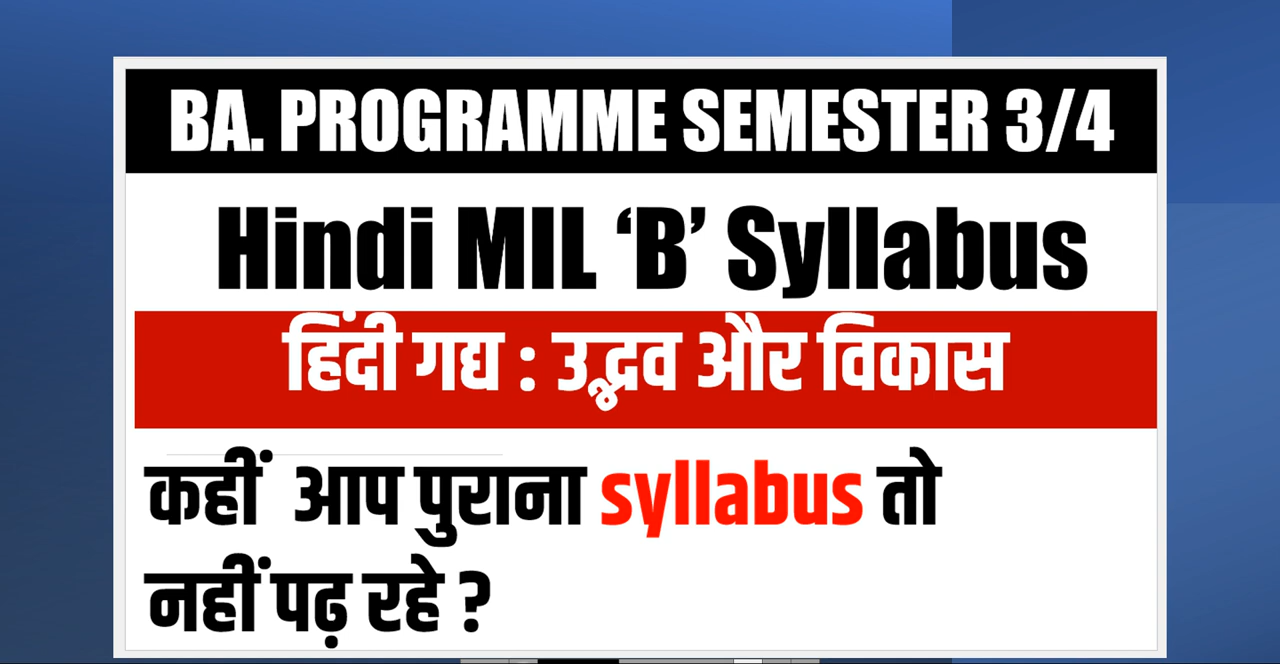 BA. PROGRAMME SEMESTER 3/4
Hindi MIL ‘B’ Syllabus
हिंदी गद्य : उद्भव और विकास
कहीं आप पुराना syllabus तो
नहीं पढ़ रहे ?